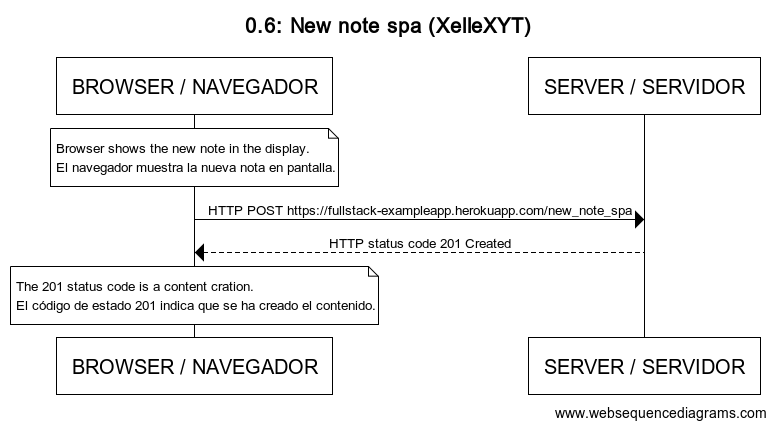 0.6: New note spa (XelleXYT)
BROWSER / NAVEGADOR
SERVER / SERVIDOR
Browser shows the new note in the display.
El navegador muestra la nueva nota en pantalla.
HTTP POST https://fullstack-exampleapp.herokuapp.com/new_note_spa
HTTP status code 201 Created
The 201 status code is a content cration.
El código de estado 201 indica que se ha creado el contenido.
BROWSER / NAVEGADOR
SERVER / SERVIDOR
www.websequencediagrams.com